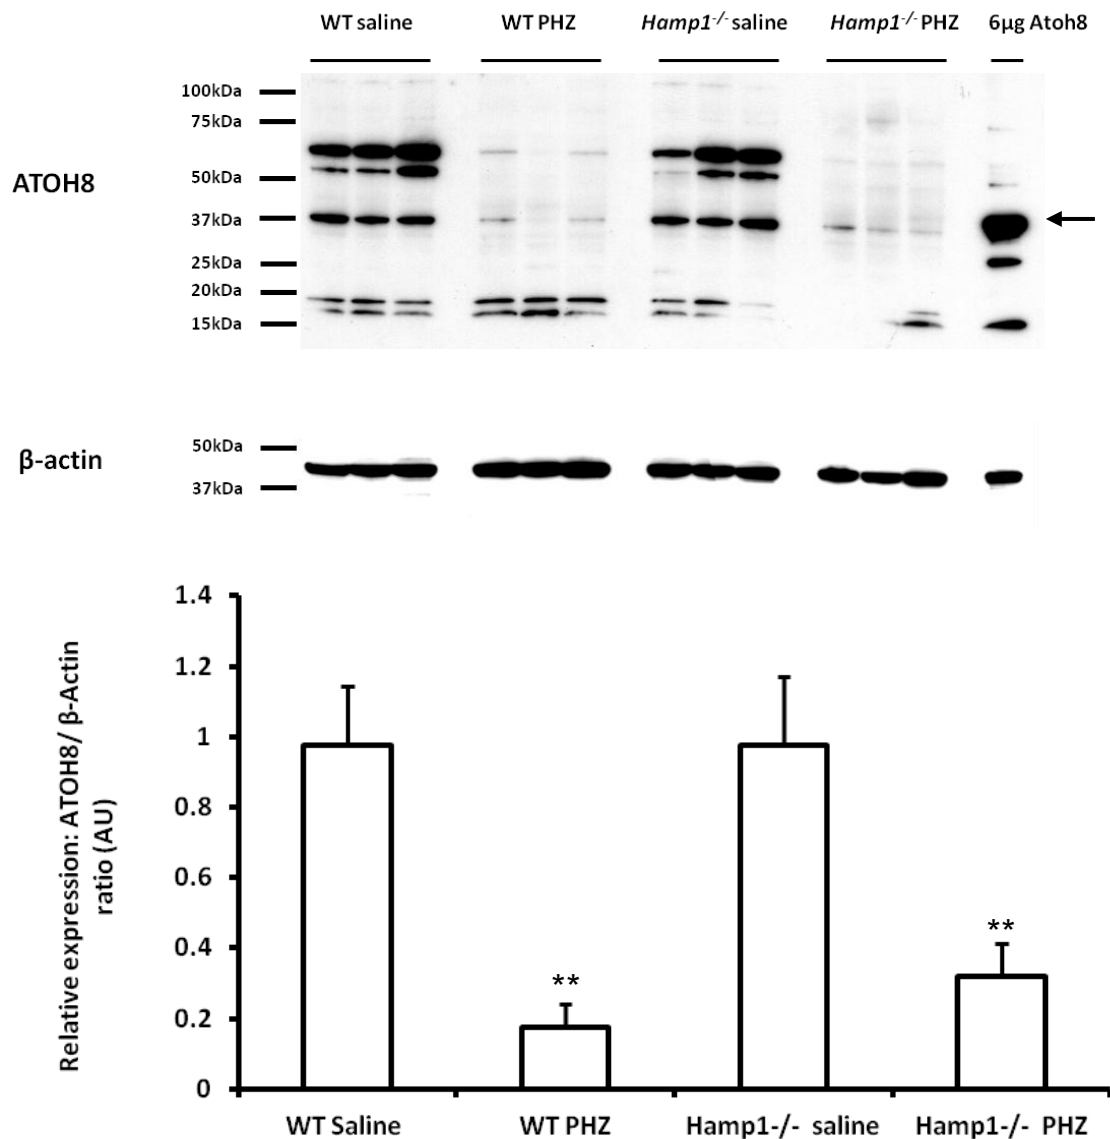 WT saline WT PHZ Hamp1-/- saline Hamp1-/- PHZ 6µg Atoh8
100kDa
75kDa
ATOH8
50kDa
37kDa
25kDa
20kDa
15kDa
50kDa
β-actin
37kDa
1.4
1.2
1
0.8
0.6
0.4
0.2
0
Relative expression: ATOH8/ β-Actin
ratio (AU)
**
**
WT Saline WT PHZ Hamp1-/- saline Hamp1-/- PHZ